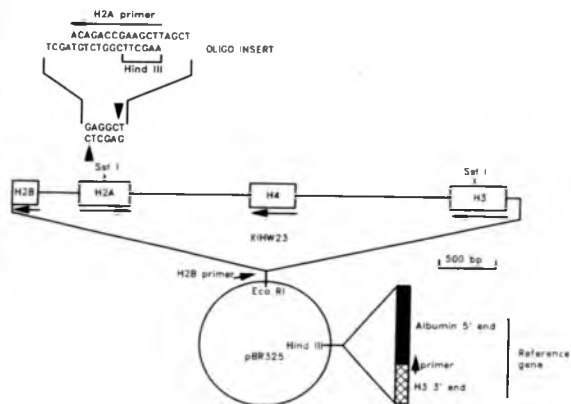 H2A primer
ACAGACCGAAGCTTAGCT
TCGATGTCTGGCTTCGAA
OLIGO INSERT
Hind III
GAGGCT
CTCGAG
Sst I
Sst I
H2B
H2A
H4
H3
XlHW23
500 bp
H2B primer
Eco RI
pBR325
Hind III
Albumin 5' end
primer
H3 3' end
Reference
gene